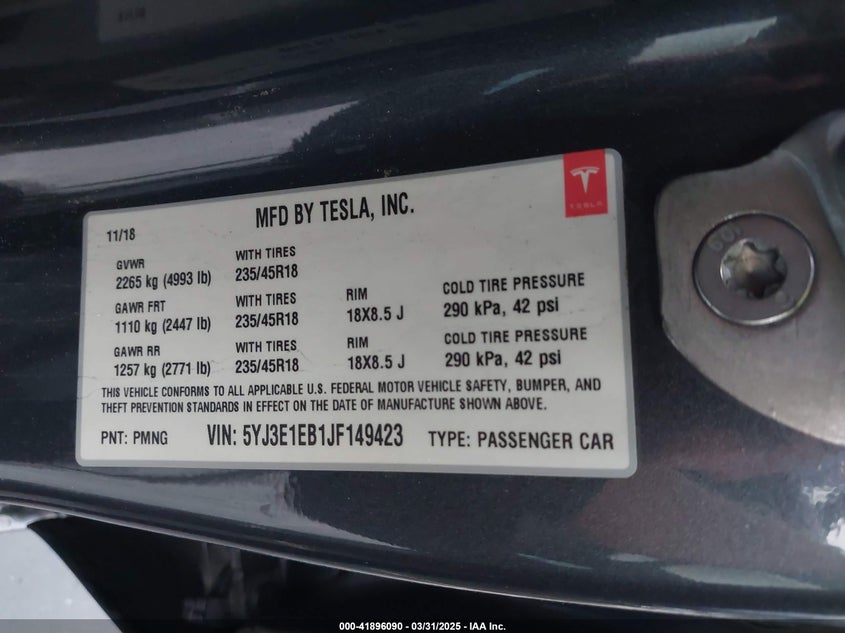 TESLA
MFD BY TESLA, INC.
11/18
GVWR WITH TIRES
2265 kg (4993 lb) 235/45R18
GAWR FRT WITH TIRES RIM COLD TIRE PRESSURE
1110 kg (2447 lb) 235/45R18 18X8.5 J 290 kPa, 42 psi
GAWR RR WITH TIRES RIM COLD TIRE PRESSURE
1257 kg (2771 lb) 235/45R18 18X8.5 J 290 kPa, 42 psi
THIS VEHICLE CONFORMS TO ALL APPLICABLE U.S. FEDERAL MOTOR VEHICLE SAFETY, BUMPER, AND
THEFT PREVENTION STANDARDS IN EFFECT ON THE DATE OF MANUFACTURE SHOWN ABOVE.
PNT: PMNG VIN: 5YJ3E1EB1JF149423 TYPE: PASSENGER CAR
000-41896090 - 03/31/2025 - IAA Inc.